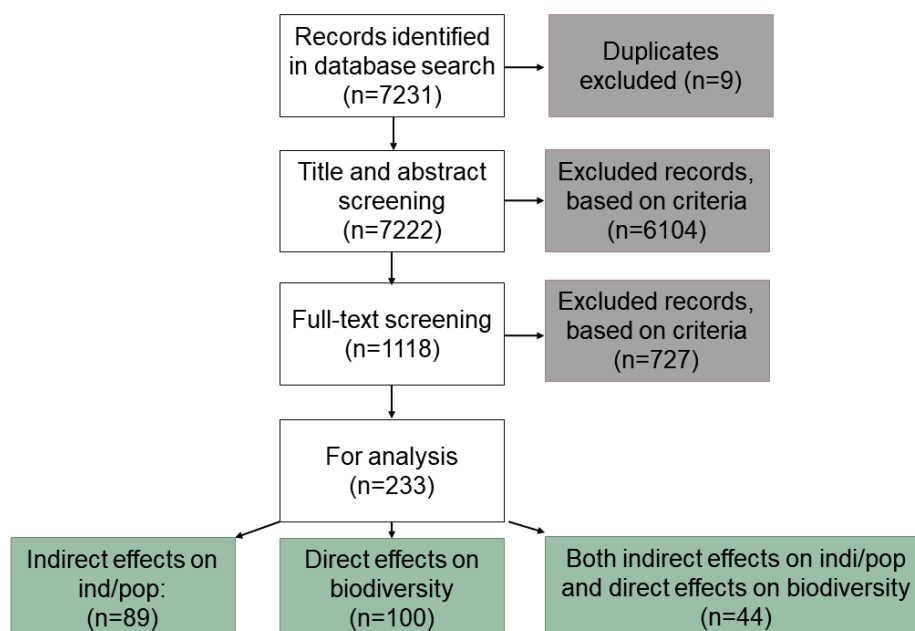 Records identified
in database search
(n=7231)
Duplicates
excluded (n=9)
Title and abstract
screening
(n=7222)
Excluded records,
based on criteria
(n=6104)
Full-text screening
(n=1118)
Excluded records,
based on criteria
(n=727)
For analysis
(n=233)
Indirect effects on
ind/pop:
(n=89)
Direct effects on
biodiversity
(n=100)
Both indirect effects on indi/pop
and direct effects on biodiversity
(n=44)